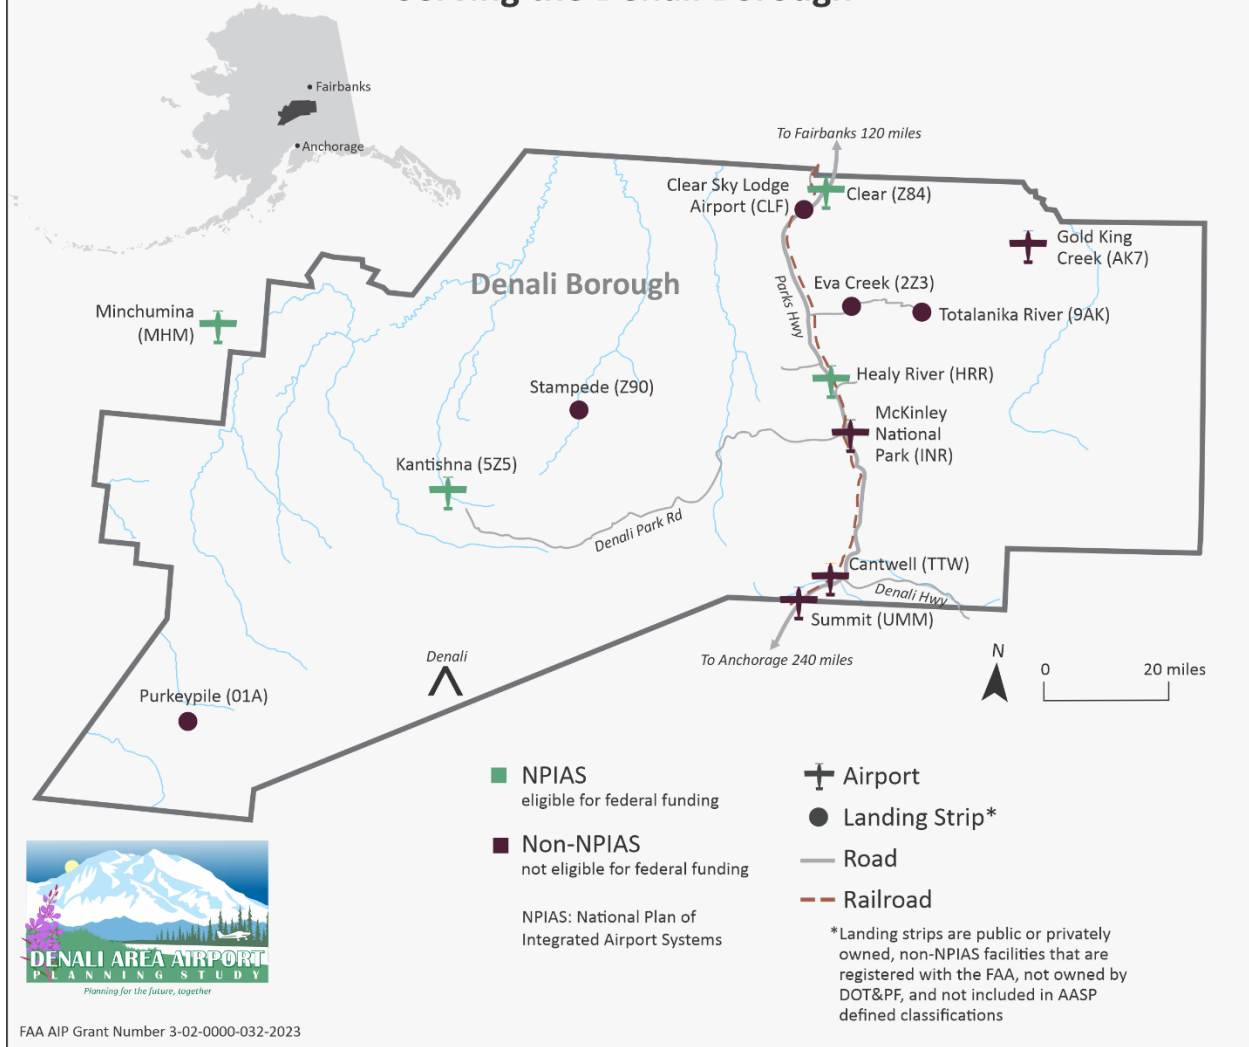 Serving the Denali Borough
Fairbanks
Anchorage
To Fairbanks 120 miles
Clear Sky Lodge
Airport (CLF)
Clear (Z84)
Gold King
Creek (AK7)
Denali Borough
Parks Hwy
Eva Creek (2Z3)
Totalanika River (9AK)
Minchumina
(MHM)
Healy River (HRR)
Stampede (Z90)
McKinley
National
Park (INR)
Kantishna (5Z5)
Denali Park Rd
Cantwell (TTW)
Denali Hwy
Summit (UMM)
To Anchorage 240 miles
Denali
N
0 20 miles
Purkeypile (01A)
NPIAS
eligible for federal funding
Non-NPIAS
not eligible for federal funding
NPIAS: National Plan of
Integrated Airport Systems
Airport
Landing Strip*
Road
Railroad
*Landing strips are public or privately
owned, non-NPIAS facilities that are
registered with the FAA, not owned by
DOT&PF, and not included in AASP
defined classifications
DENALI AREA AIRPORT
PLANNING STUDY
Planning for the future, together
FAA AIP Grant Number 3-02-0000-032-2023